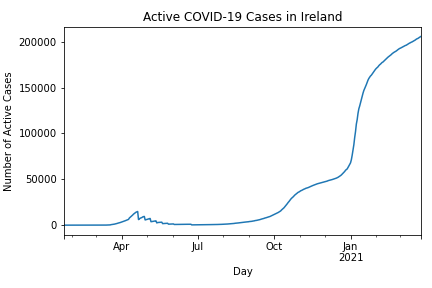 Active COVID-19 Cases in Ireland
200000
150000
100000
50000
0
Number of Active Cases
Apr
Jul
Oct
Jan
2021
Day